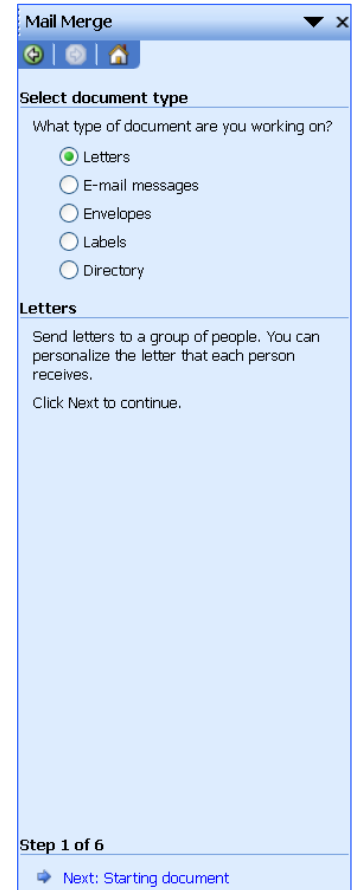 Mail Merge
Select document type
What type of document are you working on?
Letters
E-mail messages
Envelopes
Labels
Directory
Letters
Send letters to a group of people. You can
personalize the letter that each person
receives.
Click Next to continue.
Step 1 of 6
Next: Starting document